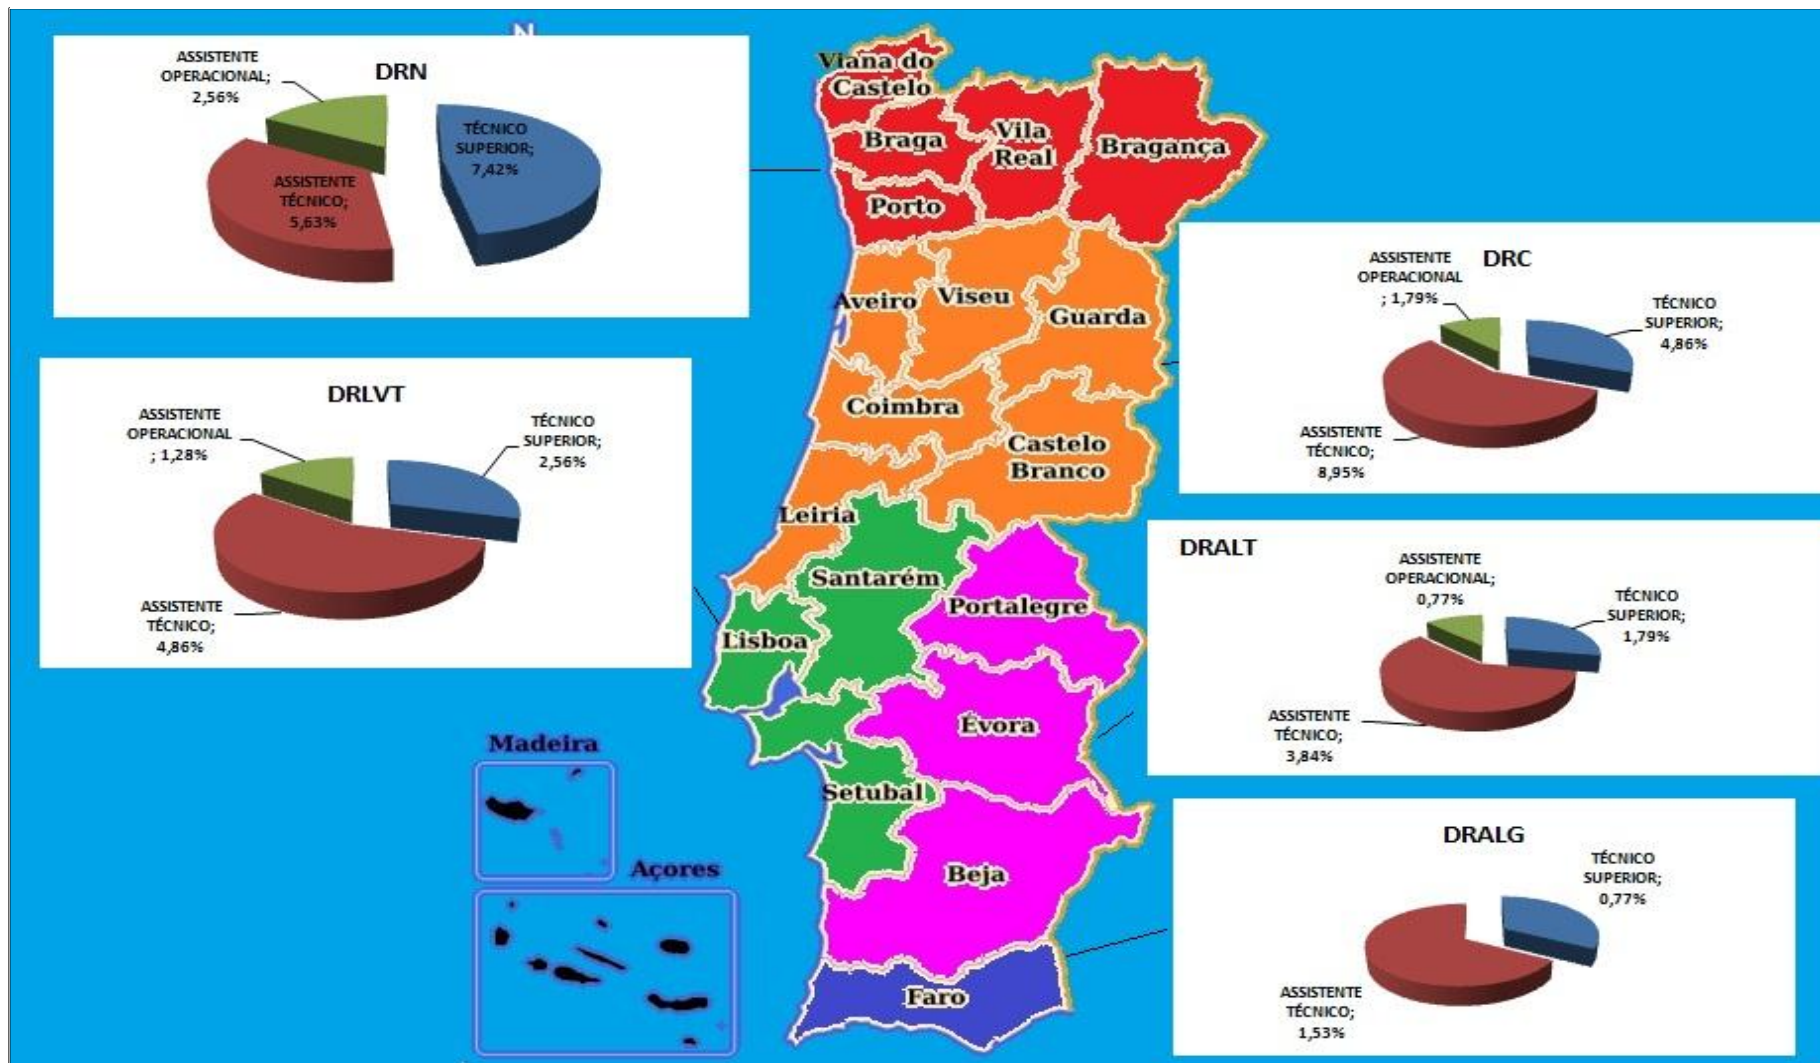 N
DRN
ASSISTENTE
OPERACIONAL;
2,56%
TÉCNICO
SUPERIOR;
7,42%
ASSISTENTE
TÉCNICO;
5,63%
DRLVT
ASSISTENTE
OPERACIONAL
; 1,28%
TÉCNICO
SUPERIOR;
2,56%
ASSISTENTE
TÉCNICO;
4,86%
Viana do
Castelo
Braga
Vila
Real
Bragança
Porto
Aveiro
Viseu
Guarda
Coimbra
Castelo
Branco
Leiria
Santarém
Portalegre
Lisboa
Évora
Setubal
Beja
Faro
Madeira
Açores
DRC
ASSISTENTE
OPERACIONAL
; 1,79%
TÉCNICO
SUPERIOR;
4,86%
ASSISTENTE
TÉCNICO;
8,95%
DRALT
ASSISTENTE
OPERACIONAL;
0,77%
TÉCNICO
SUPERIOR;
1,79%
ASSISTENTE
TÉCNICO;
3,84%
DRALG
TÉCNICO
SUPERIOR;
0,77%
ASSISTENTE
TÉCNICO;
1,53%